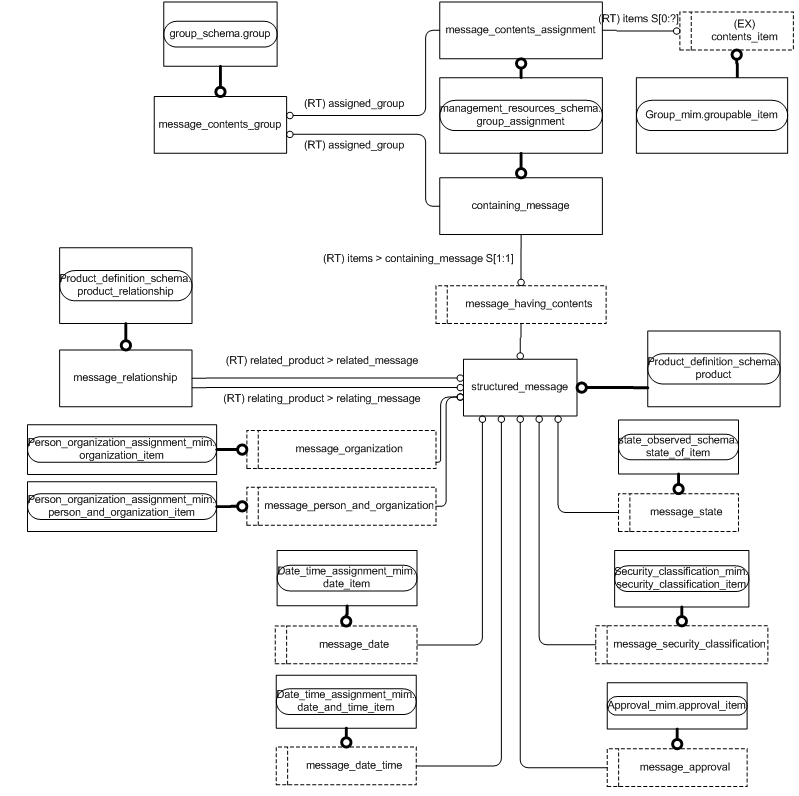 group_schema.group
message_contents_assignment
(RT) items S[0:?]
(EX)
contents_item
(RT) assigned_group
message_contents_group
management_resources_schema.
group_assignment
Group_mim.groupable_item
(RT) assigned_group
containing_message
(RT) items > containing_message S[1:1]
Product_definition_schema.
product_relationship
message_having_contents
message_relationship
(RT) related_product > related_message
structured_message
Product_definition_schema.
product
(RT) relating_product > relating_message
Person_organization_assignment_mim.
organization_item
message_organization
state_observed_schema.
state_of_item
Person_organization_assignment_mim.
person_and_organization_item
message_person_and_organization
message_state
Date_time_assignment_mim.
date_item
Security_classification_mim.
security_classification_item
message_date
message_security_classification
Date_time_assignment_mim.
date_and_time_item
Approval_mim.approval_item
message_date_time
message_approval